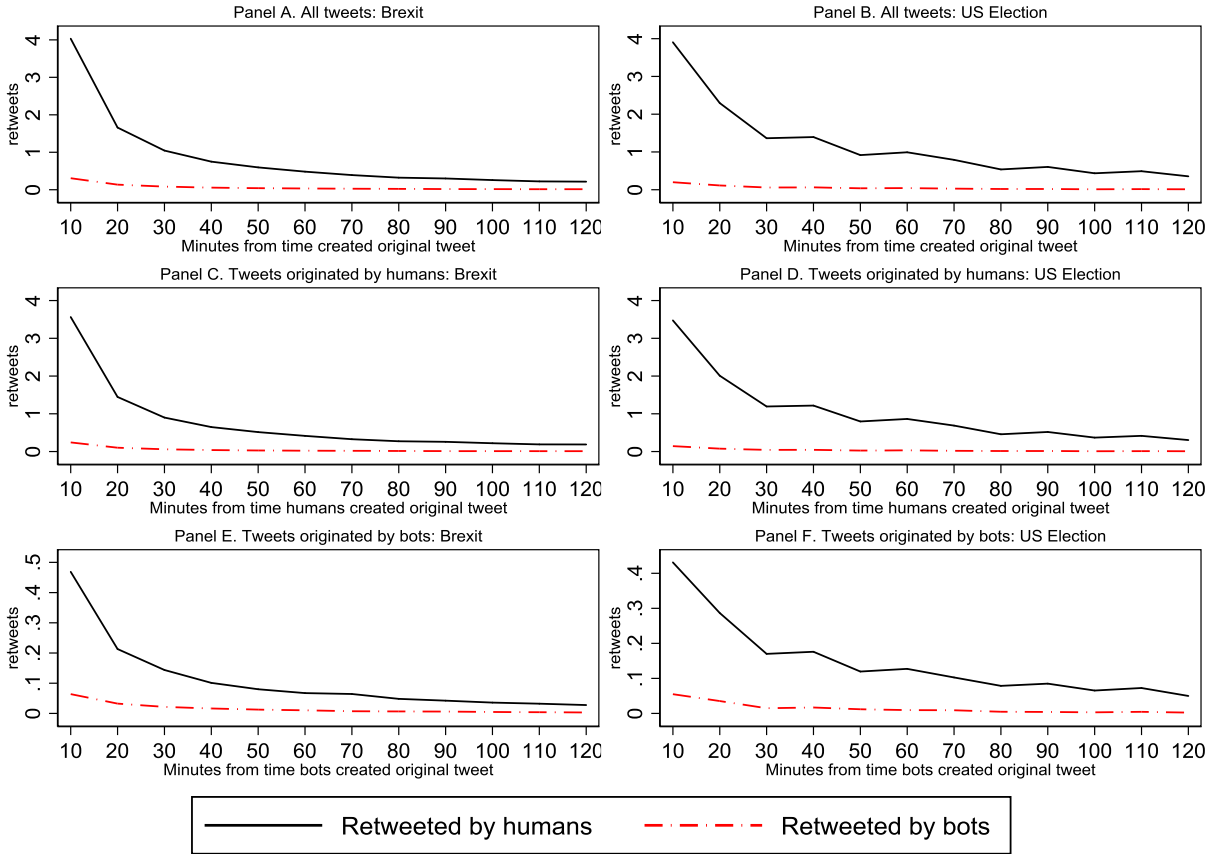 Panel A. All tweets: Brexit
retweets
4
3
2
1
0
10 20 30 40 50 60 70 80 90 100 110 120
Minutes from time created original tweet
Panel B. All tweets: US Election
retweets
4
3
2
1
0
10 20 30 40 50 60 70 80 90 100 110 120
Minutes from time created original tweet
Panel C. Tweets originated by humans: Brexit
retweets
4
3
2
1
0
10 20 30 40 50 60 70 80 90 100 110 120
Minutes from time humans created original tweet
Panel D. Tweets originated by humans: US Election
retweets
4
3
2
1
0
10 20 30 40 50 60 70 80 90 100 110 120
Minutes from time humans created original tweet
Panel E. Tweets originated by bots: Brexit
retweets
.5
.4
.3
.2
.1
0
10 20 30 40 50 60 70 80 90 100 110 120
Minutes from time bots created original tweet
Panel F. Tweets originated by bots: US Election
retweets
.4
.3
.2
.1
0
10 20 30 40 50 60 70 80 90 100 110 120
Minutes from time bots created original tweet
Retweeted by humans Retweeted by bots